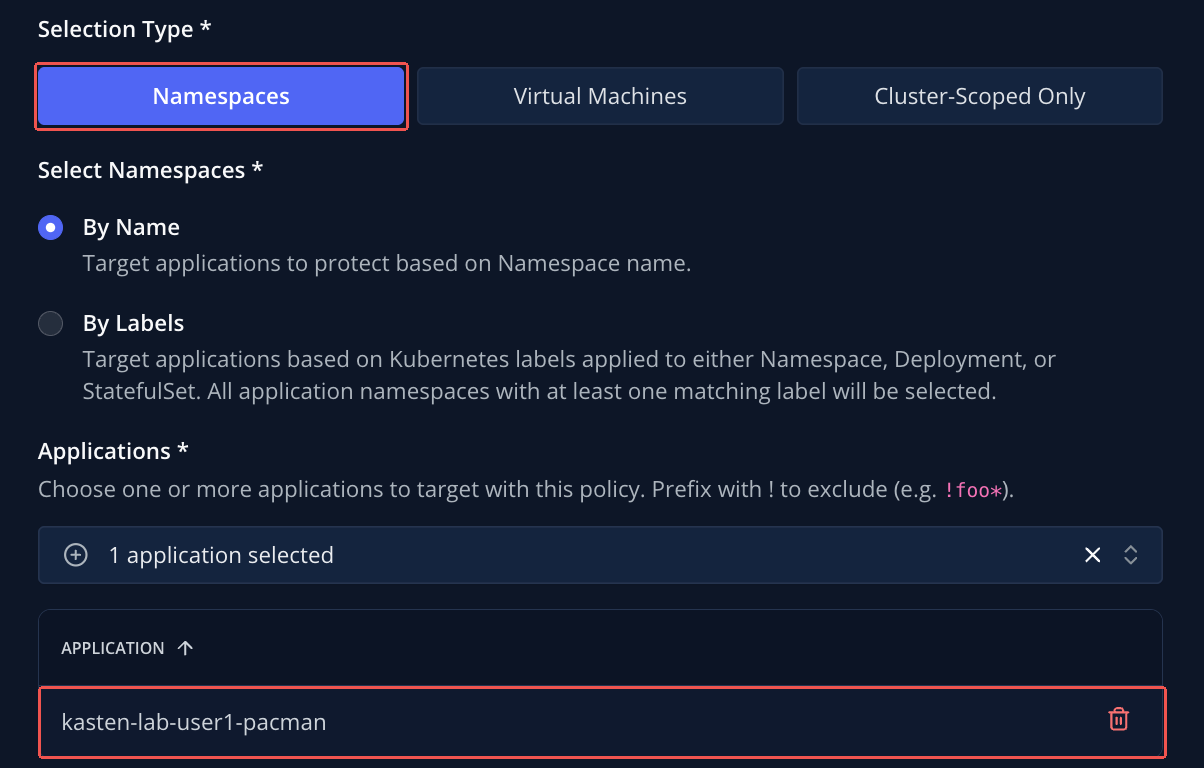 Selection Type *
Namespaces
Virtual Machines
Cluster-Scoped Only
Select Namespaces *
By Name
Target applications to protect based on Namespace name.
By Labels
Target applications based on Kubernetes labels applied to either Namespace, Deployment, or
StatefulSet. All application namespaces with at least one matching label will be selected.
Applications *
Choose one or more applications to target with this policy. Prefix with ! to exclude (e.g. !foo*).
1 application selected
APPLICATION
kasten-lab-user1-pacman